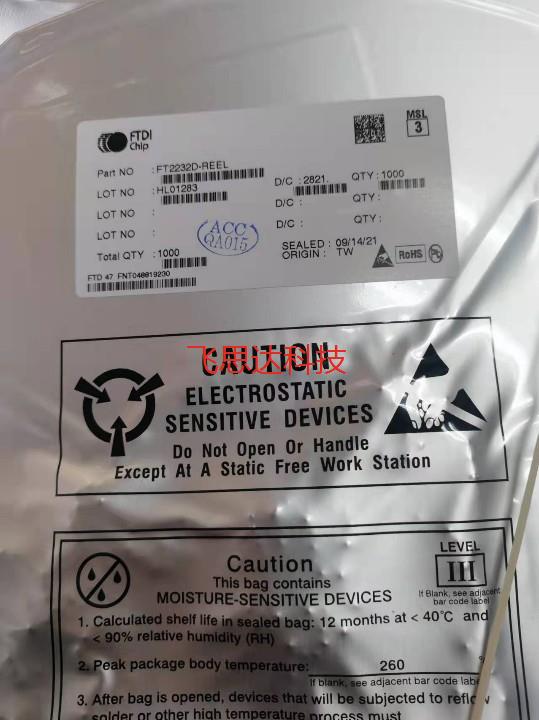 FTDI
Chip
MSL
3
Part NO : FT2232D-REEL
LOT NO : HL01283
D/C : 2821.
QTY : 1000
LOT NO :
D/C :
QTY :
LOT NO :
D/C :
QTY :
ACC
QA015
Total QTY : 1000
SEALED : 09/14/21
ORIGIN : TW
RoHS
FTD 47 FNT048819230
飞思达科技
CAUTION
ELECTROSTATIC
SENSITIVE DEVICES
Do Not Open Or Handle
Except At A Static Free Work Station
Caution
This bag contains
MOISTURE-SENSITIVE DEVICES
LEVEL
III
If Blank, see adjacent
bar code label
1. Calculated shelf life in sealed bag: 12 months at < 40°C and
< 90% relative humidity (RH)
2. Peak package body temperature: 260
If blank, see adjacent bar code label
3. After bag is opened, devices that will be subjected to reflow
solder or other high temperature process must